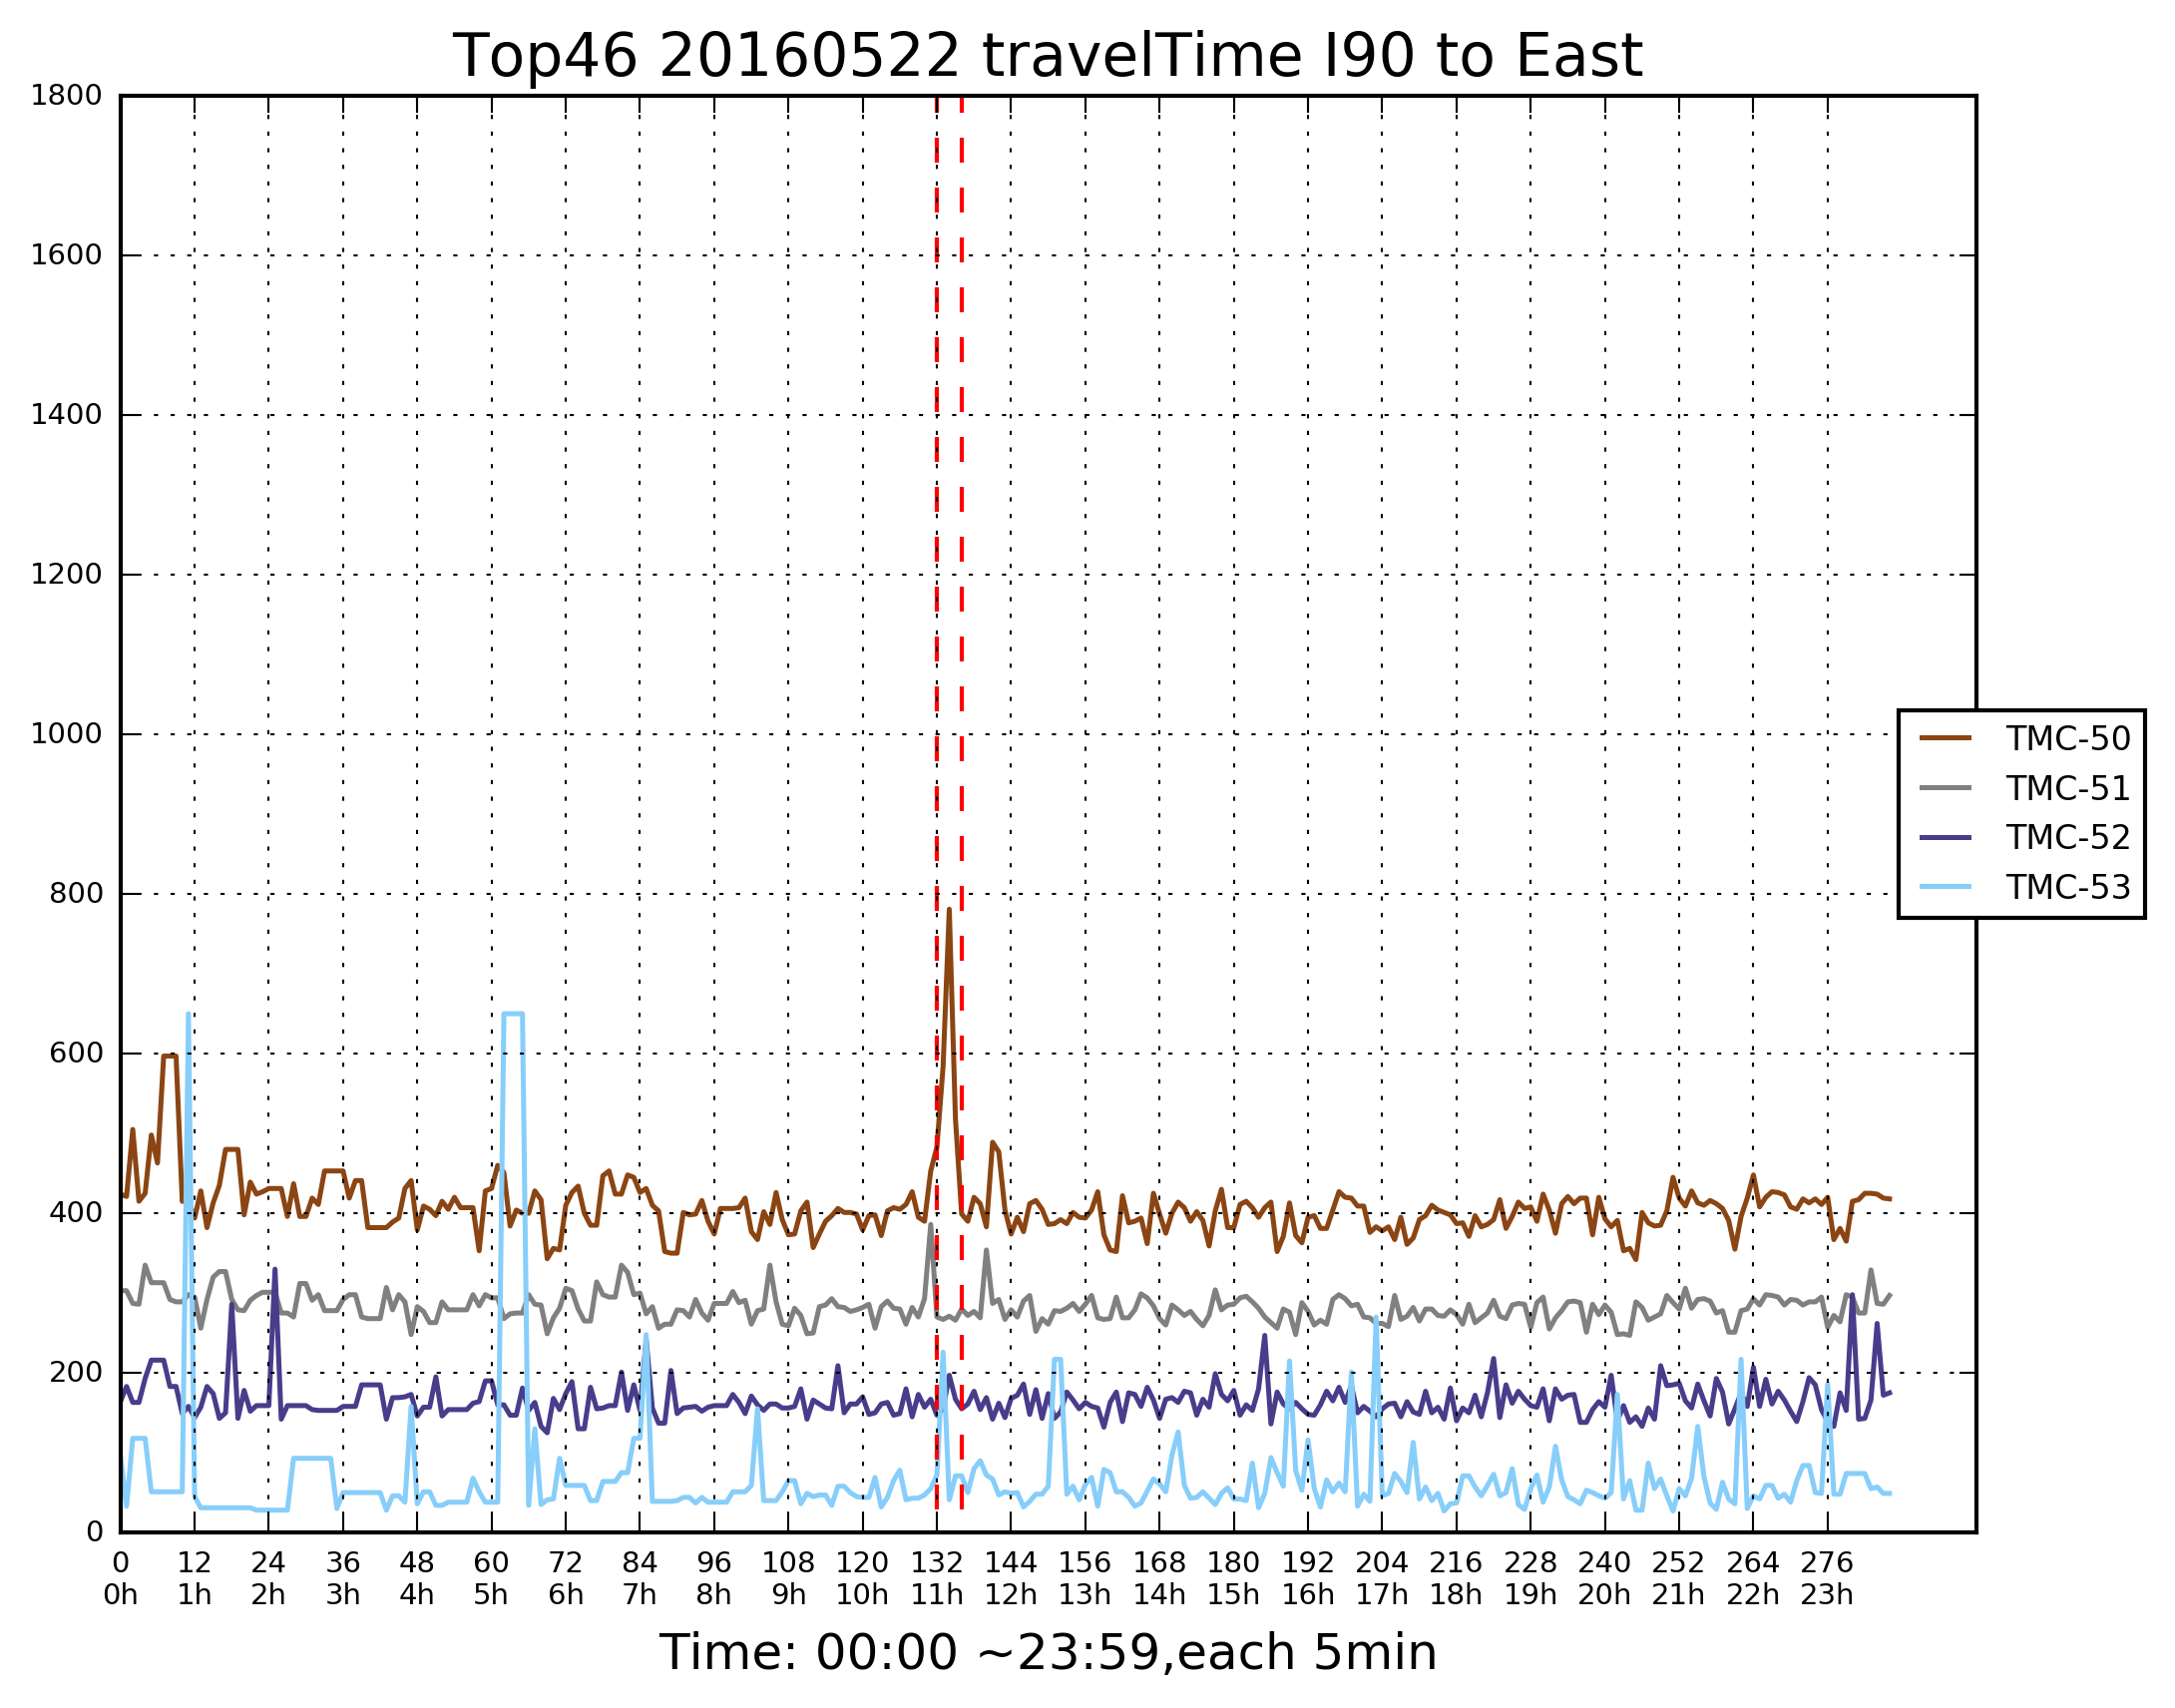 Top46 20160522 travelTime I90 to East
1800
1600
1400
1200
1000
800
600
400
200
0
TMC-50
TMC-51
TMC-52
TMC-53
0 12 24 36 48 60 72 84 96 108 120 132 144 156 168 180 192 204 216 228 240 252 264 276
0h 1h 2h 3h 4h 5h 6h 7h 8h 9h 10h 11h 12h 13h 14h 15h 16h 17h 18h 19h 20h 21h 22h 23h
Time: 00:00 ~23:59,each 5min